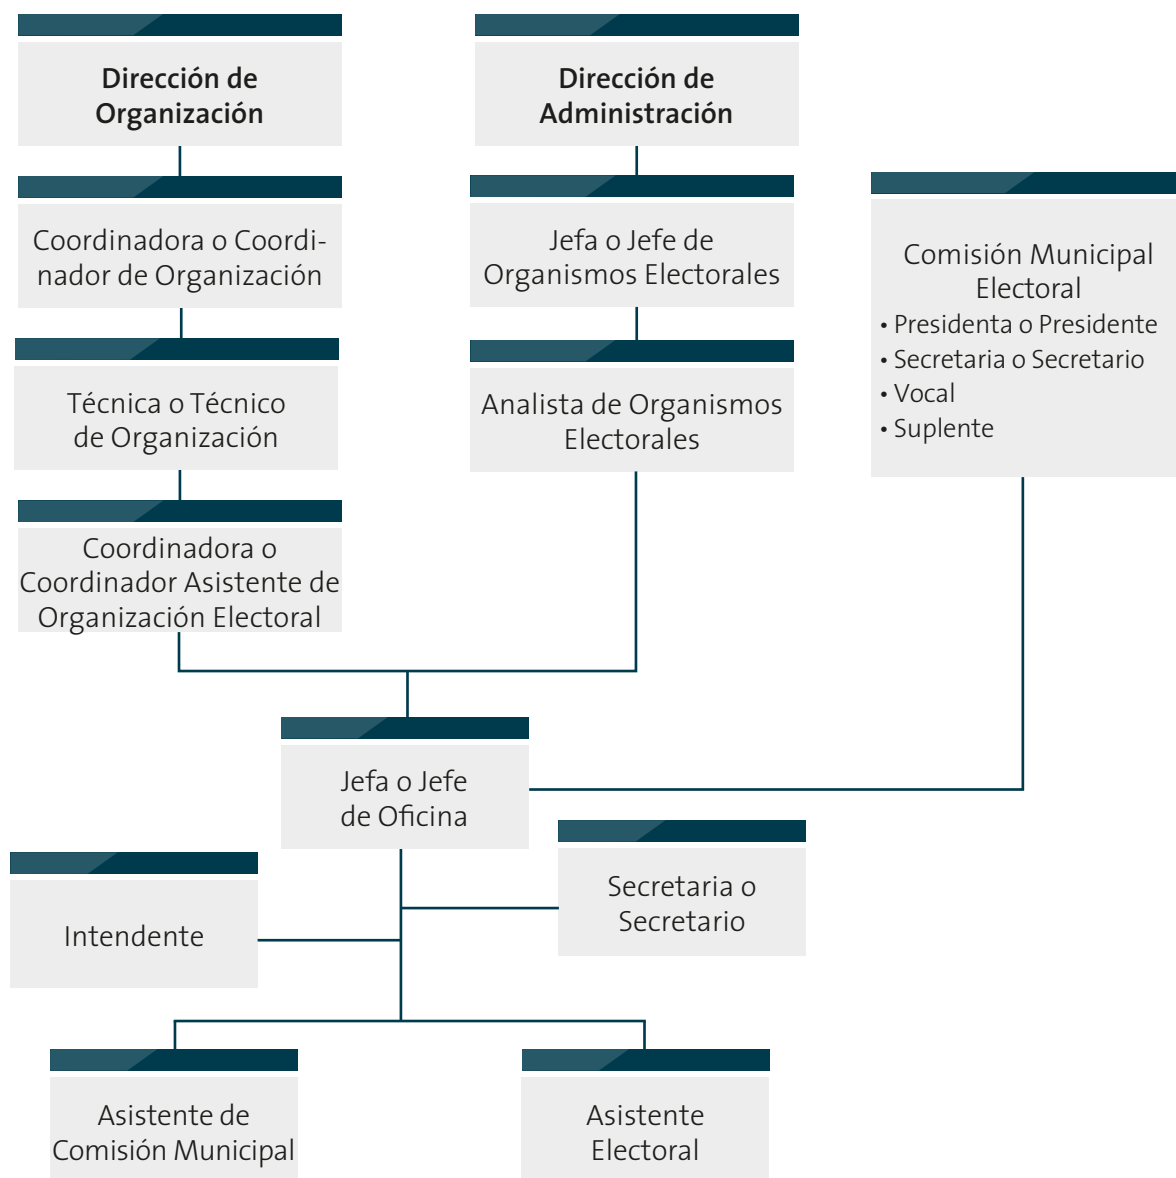 Dirección de
Organización
Dirección de
Administración
Coordinadora o Coordi-
nador de Organización
Jefa o Jefe de
Organismos Electorales
Comisión Municipal
Electoral
• Presidenta o Presidente
• Secretaria o Secretario
• Vocal
• Suplente
Técnica o Técnico
de Organización
Analista de Organismos
Electorales
Coordinadora o
Coordinador Asistente de
Organización Electoral
Jefa o Jefe
de Oficina
Secretaria o
Secretario
Intendente
Asistente de
Comisión Municipal
Asistente
Electoral